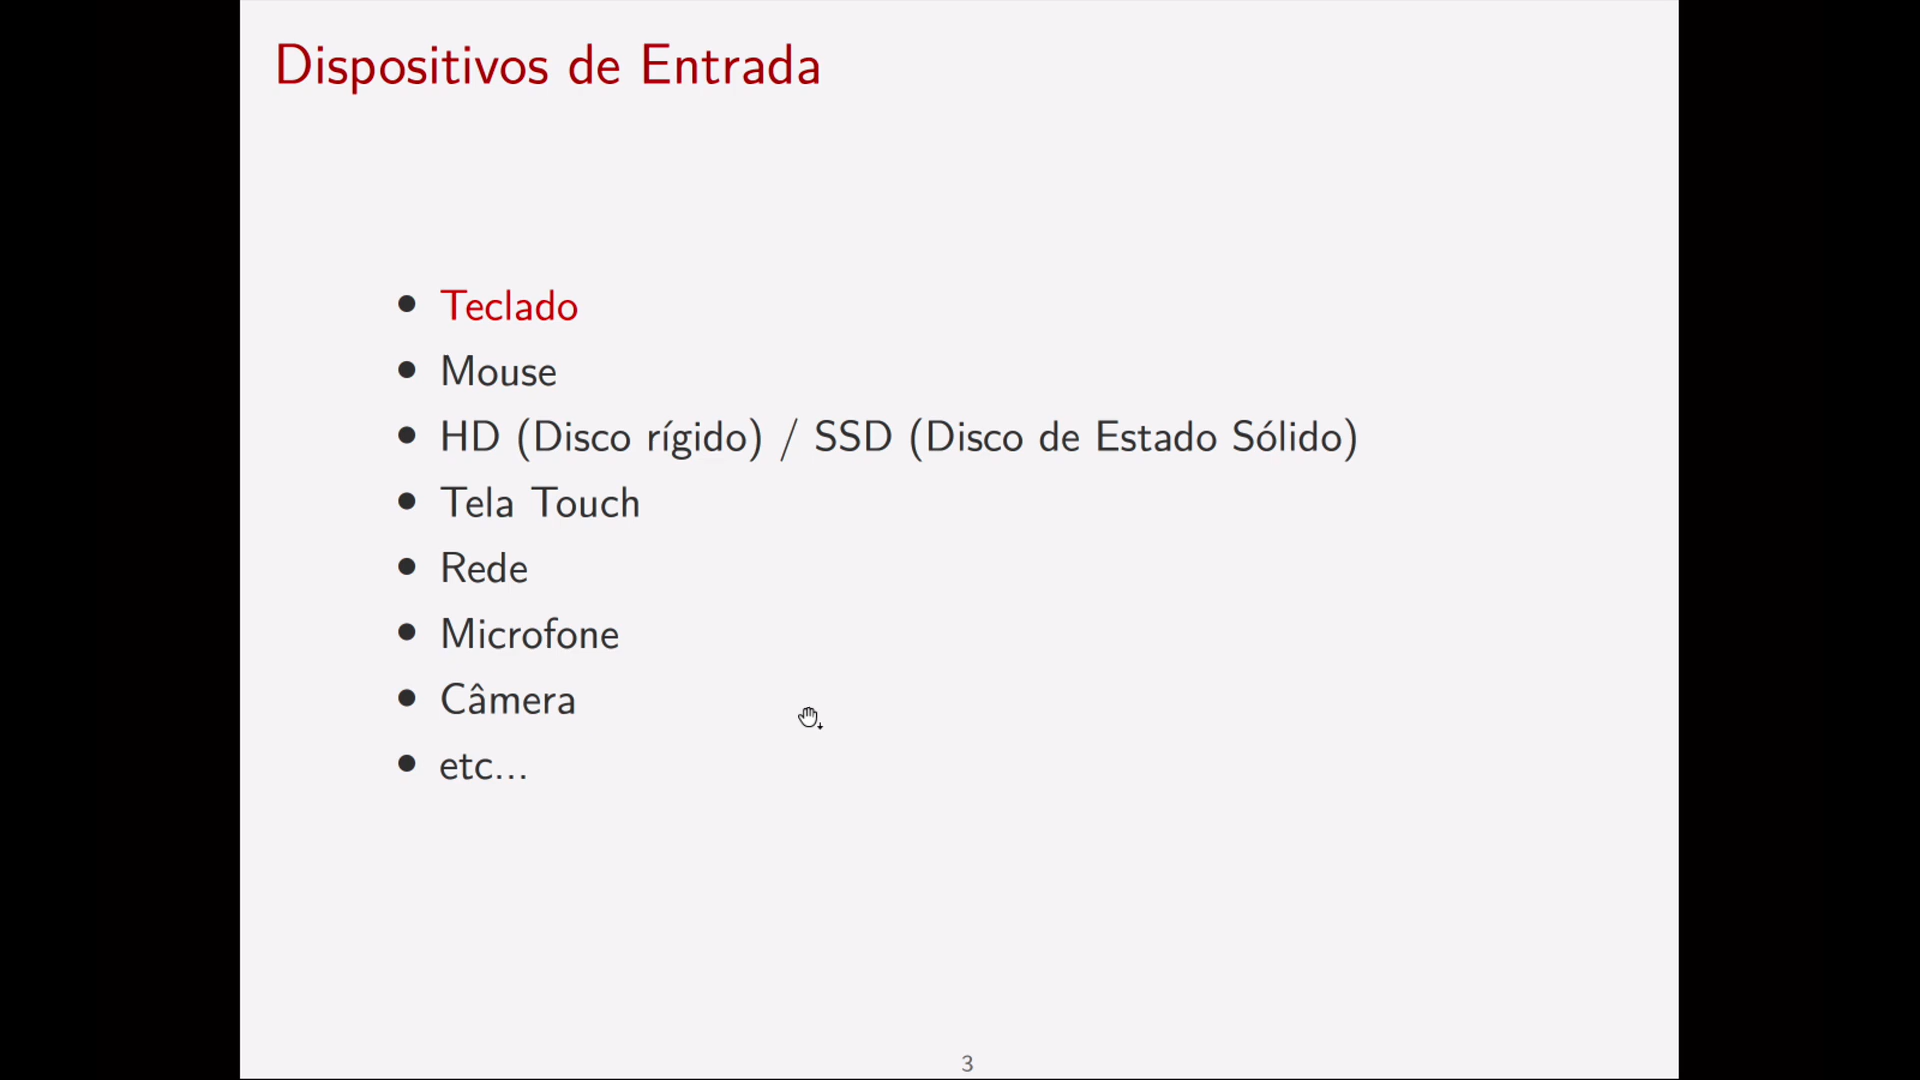 Dispositivos de Entrada
• Teclado
• Mouse
• HD (Disco rígido) / SSD (Disco de Estado Sólido)
• Tela Touch
• Rede
• Microfone
• Câmera
• etc...
3